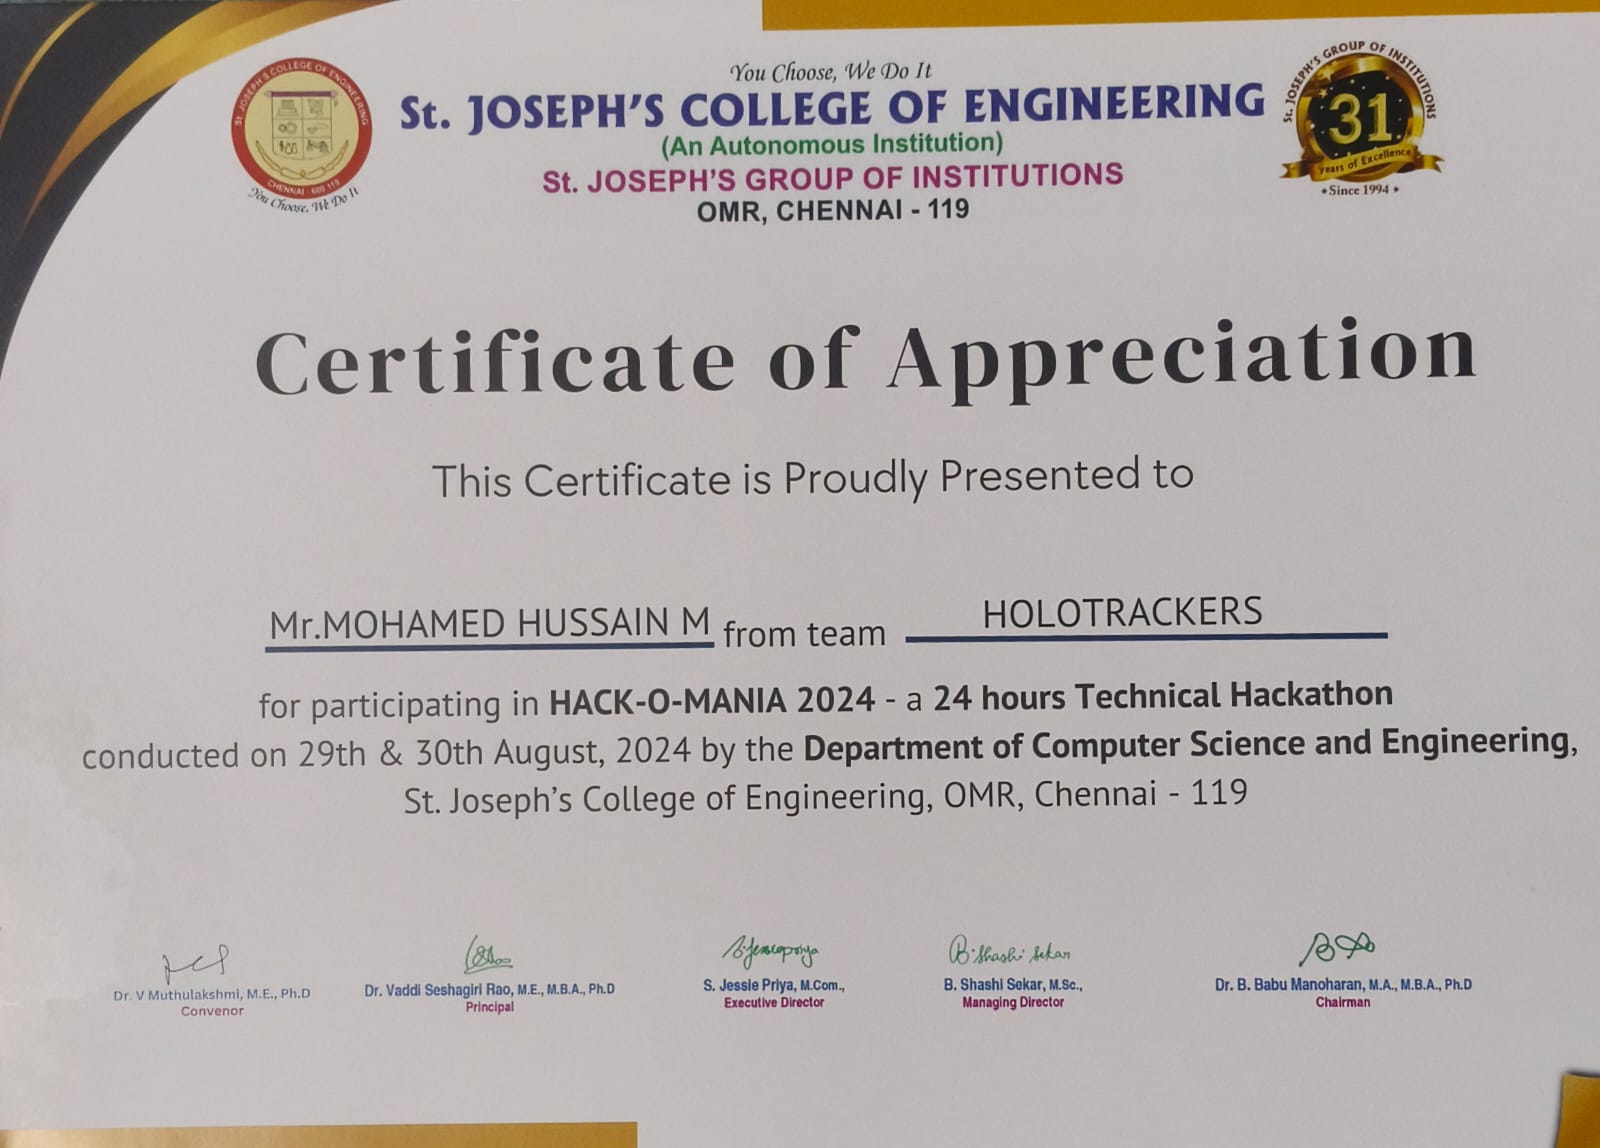 You Choose, We Do It
St. JOSEPH'S COLLEGE OF ENGINEERING
(An Autonomous Institution)
St. JOSEPH'S GROUP OF INSTITUTIONS
OMR, CHENNAI - 119
St. JOSEPH'S COLLEGE OF ENGINEERING
CHENNAI - 600 119
You Choose, We Do It
St. JOSEPH'S GROUP OF INSTITUTIONS
31
Years of Excellence
Since 1994
Certificate of Appreciation
This Certificate is Proudly Presented to
Mr.MOHAMED HUSSAIN M from team HOLOTRACKERS
for participating in HACK-O-MANIA 2024 - a 24 hours Technical Hackathon
conducted on 29th & 30th August, 2024 by the Department of Computer Science and Engineering,
St. Joseph's College of Engineering, OMR, Chennai - 119
B. Shashi Sekar
Dr. V Muthulakshmi, M.E., Ph.D
Convenor
Dr. Vaddi Seshagiri Rao, M.E., M.B.A., Ph.D
Principal
S. Jessie Priya, M.Com.,
Executive Director
B. Shashi Sekar, M.Sc.,
Managing Director
Dr. B. Babu Manoharan, M.A., M.B.A., Ph.D
Chairman